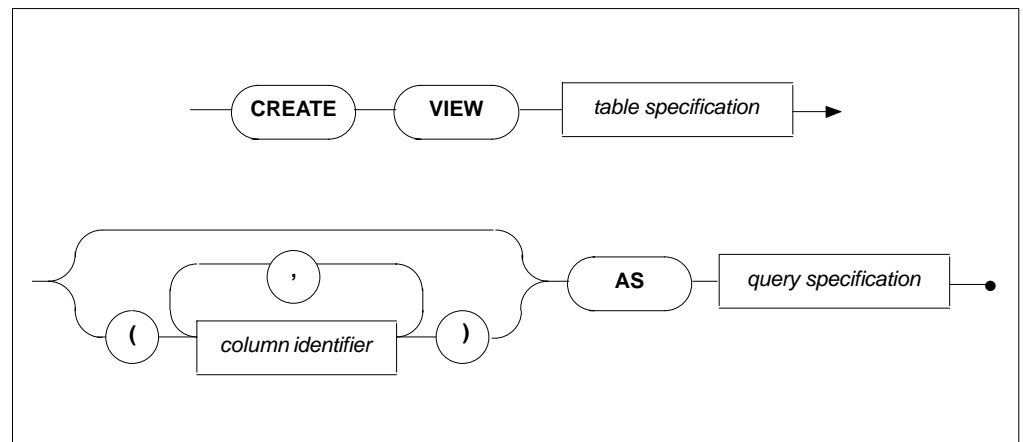 CREATE VIEW table specification
,
AS query specification
( column identifier )